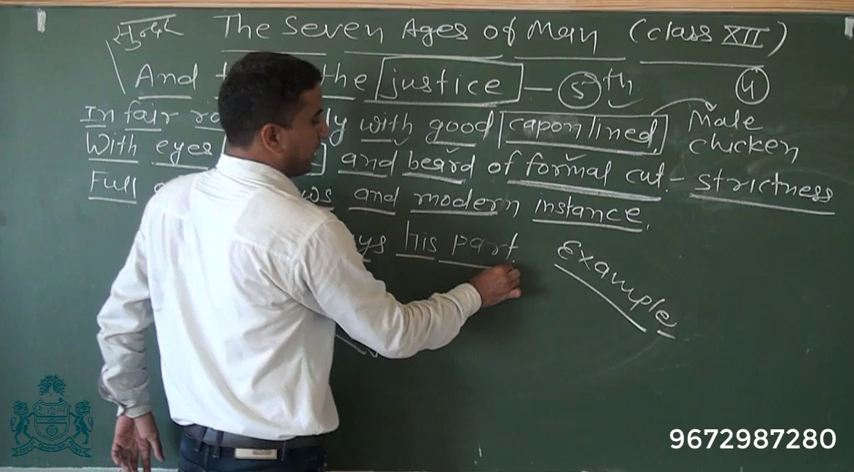 सुन्दर The Seven Ages of Man (class XII)
And the justice - 5th 4
In fair with good capon lined Male chicken
With eyes and beard of formal cut - strictness
Full and modern instance.
his part Example
9672987280